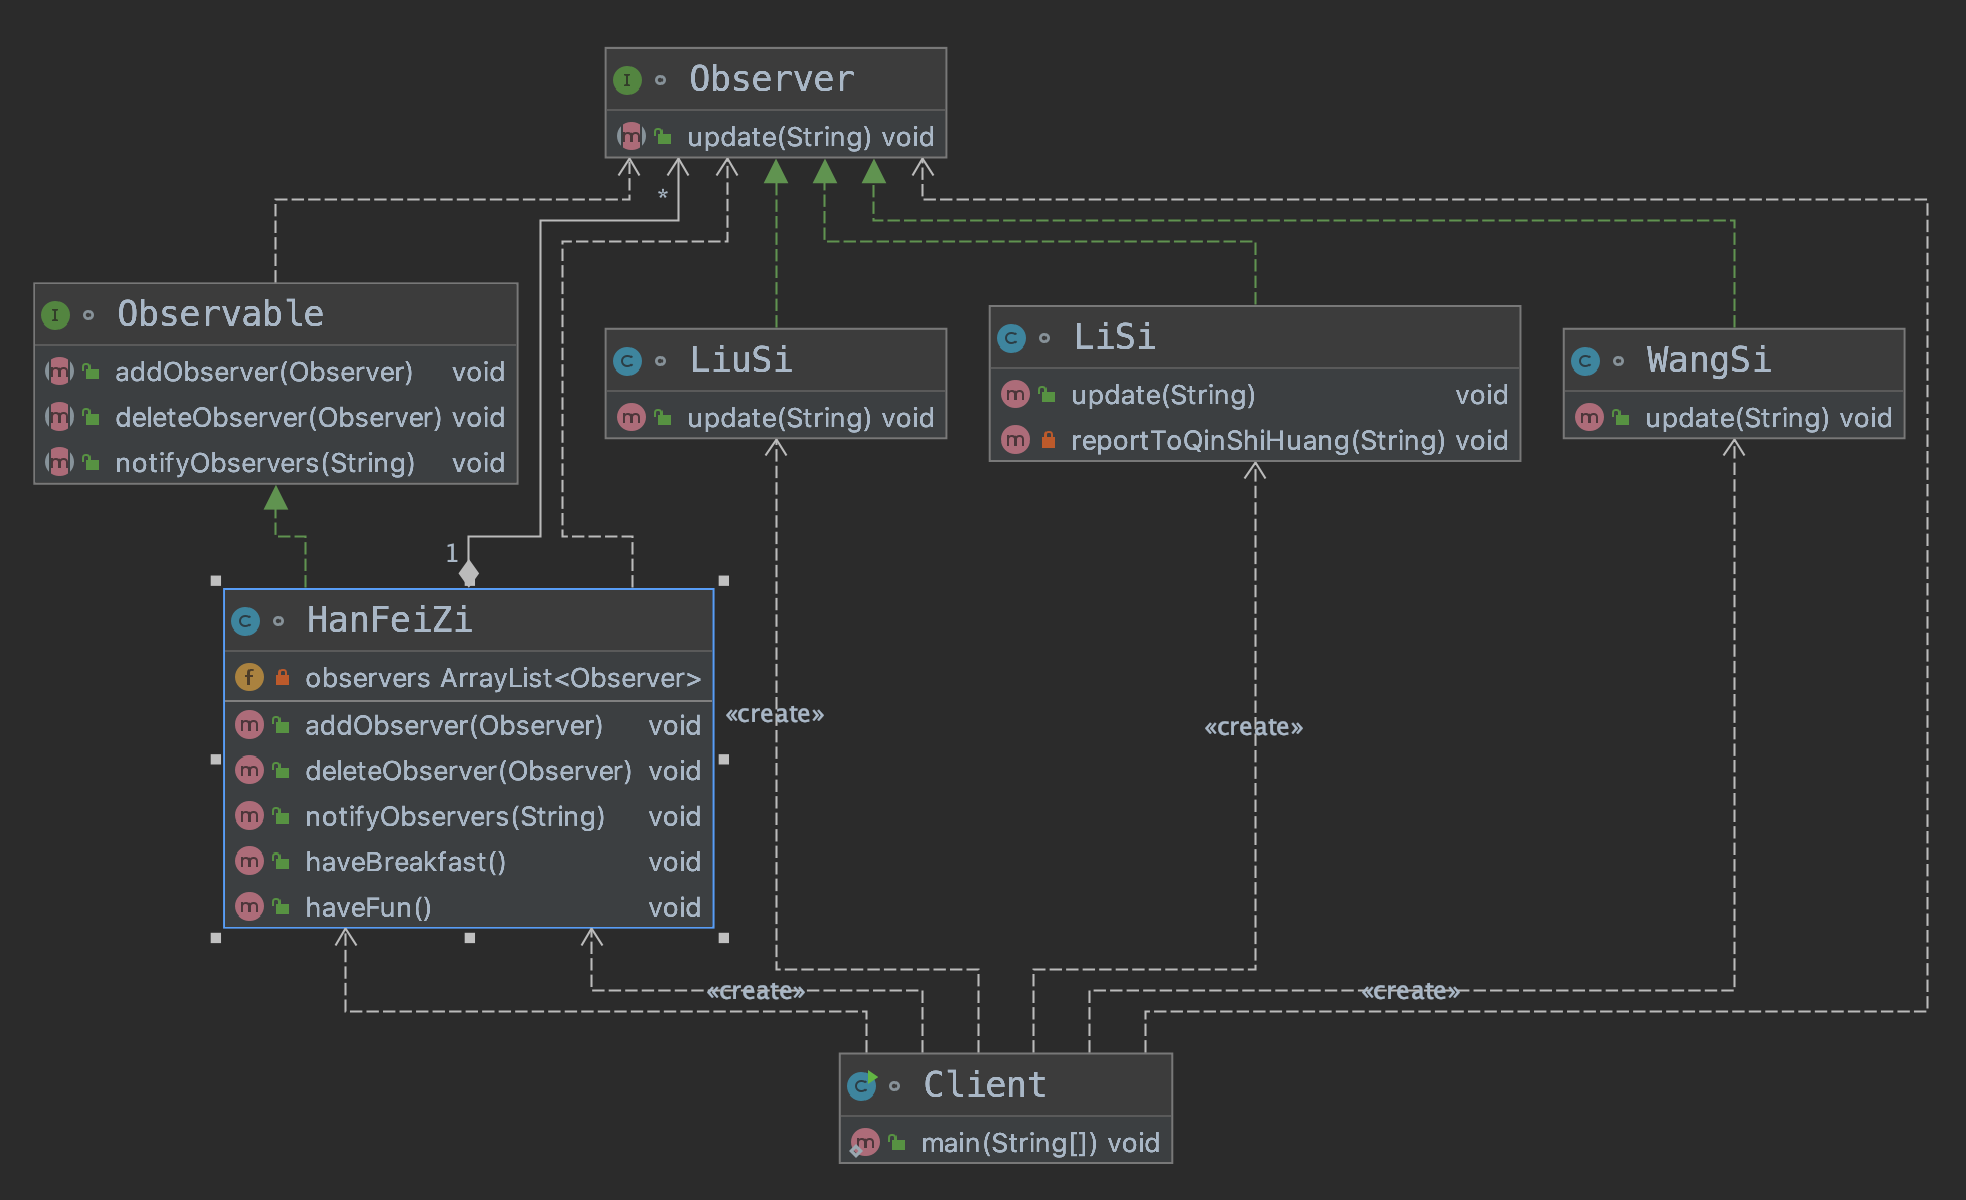 Observer
update(String) void
*
Observable
addObserver(Observer) void
deleteObserver(Observer) void
notifyObservers(String) void
LiuSi
update(String) void
LiSi
update(String) void
reportToQinShiHuang(String) void
WangSi
update(String) void
1
HanFeiZi
observers ArrayList<Observer>
addObserver(Observer) void
deleteObserver(Observer) void
notifyObservers(String) void
haveBreakfast() void
haveFun() void
«create»
«create»
«create»
«create»
Client
main(String[]) void